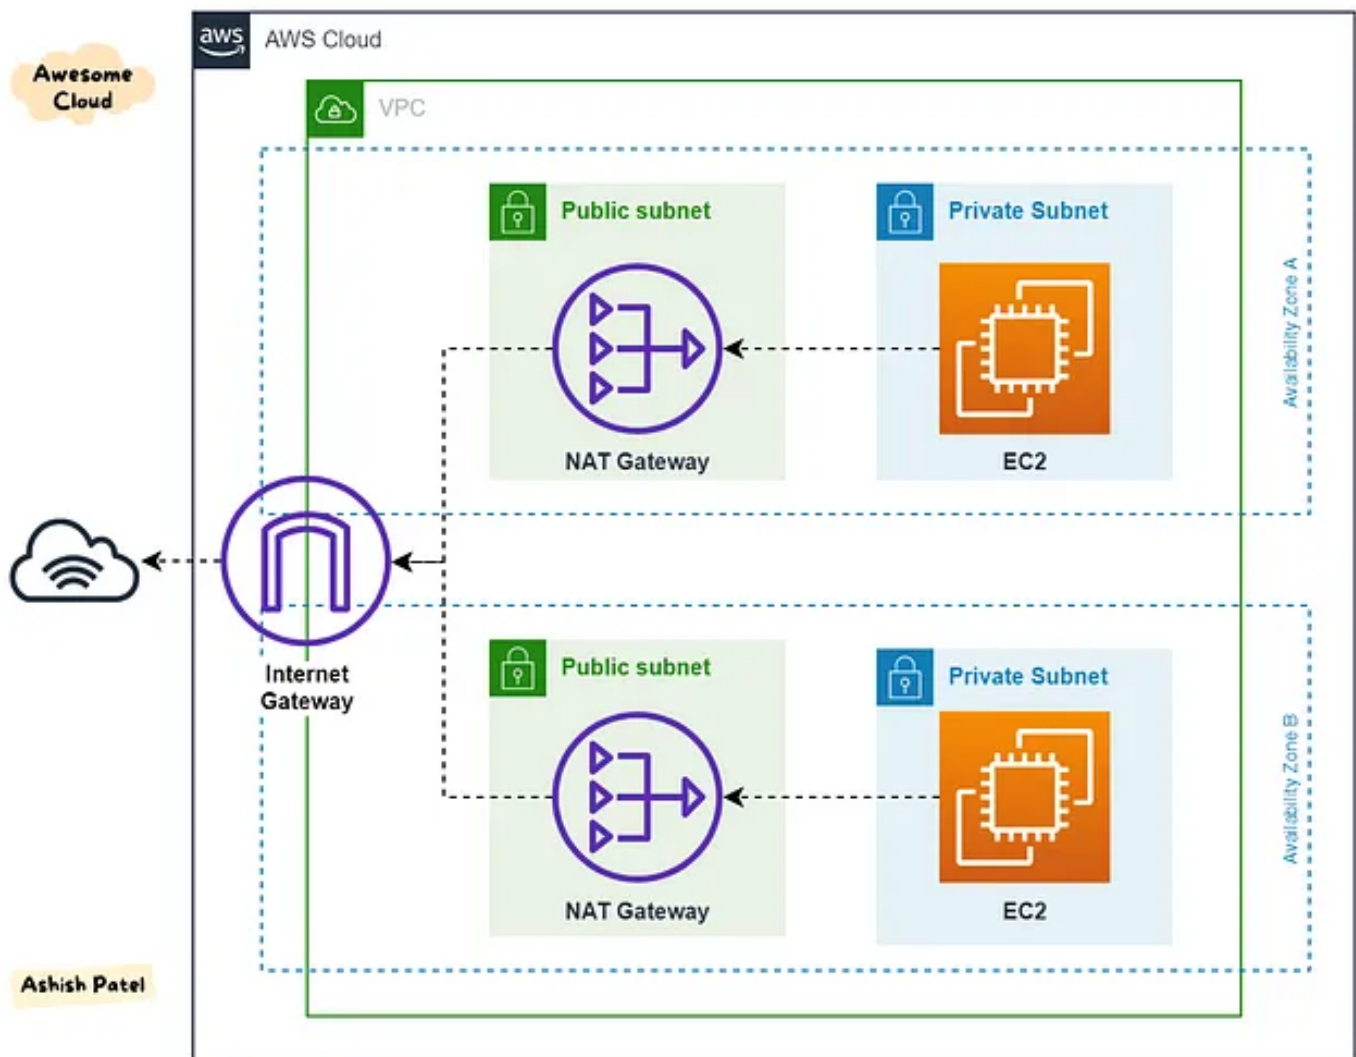 aws
AWS Cloud
Awesome
Cloud
VPC
Public subnet
Private Subnet
NAT Gateway
EC2
Availability Zone A
Internet
Gateway
Public subnet
Private Subnet
NAT Gateway
EC2
Availability Zone B
Ashish Patel